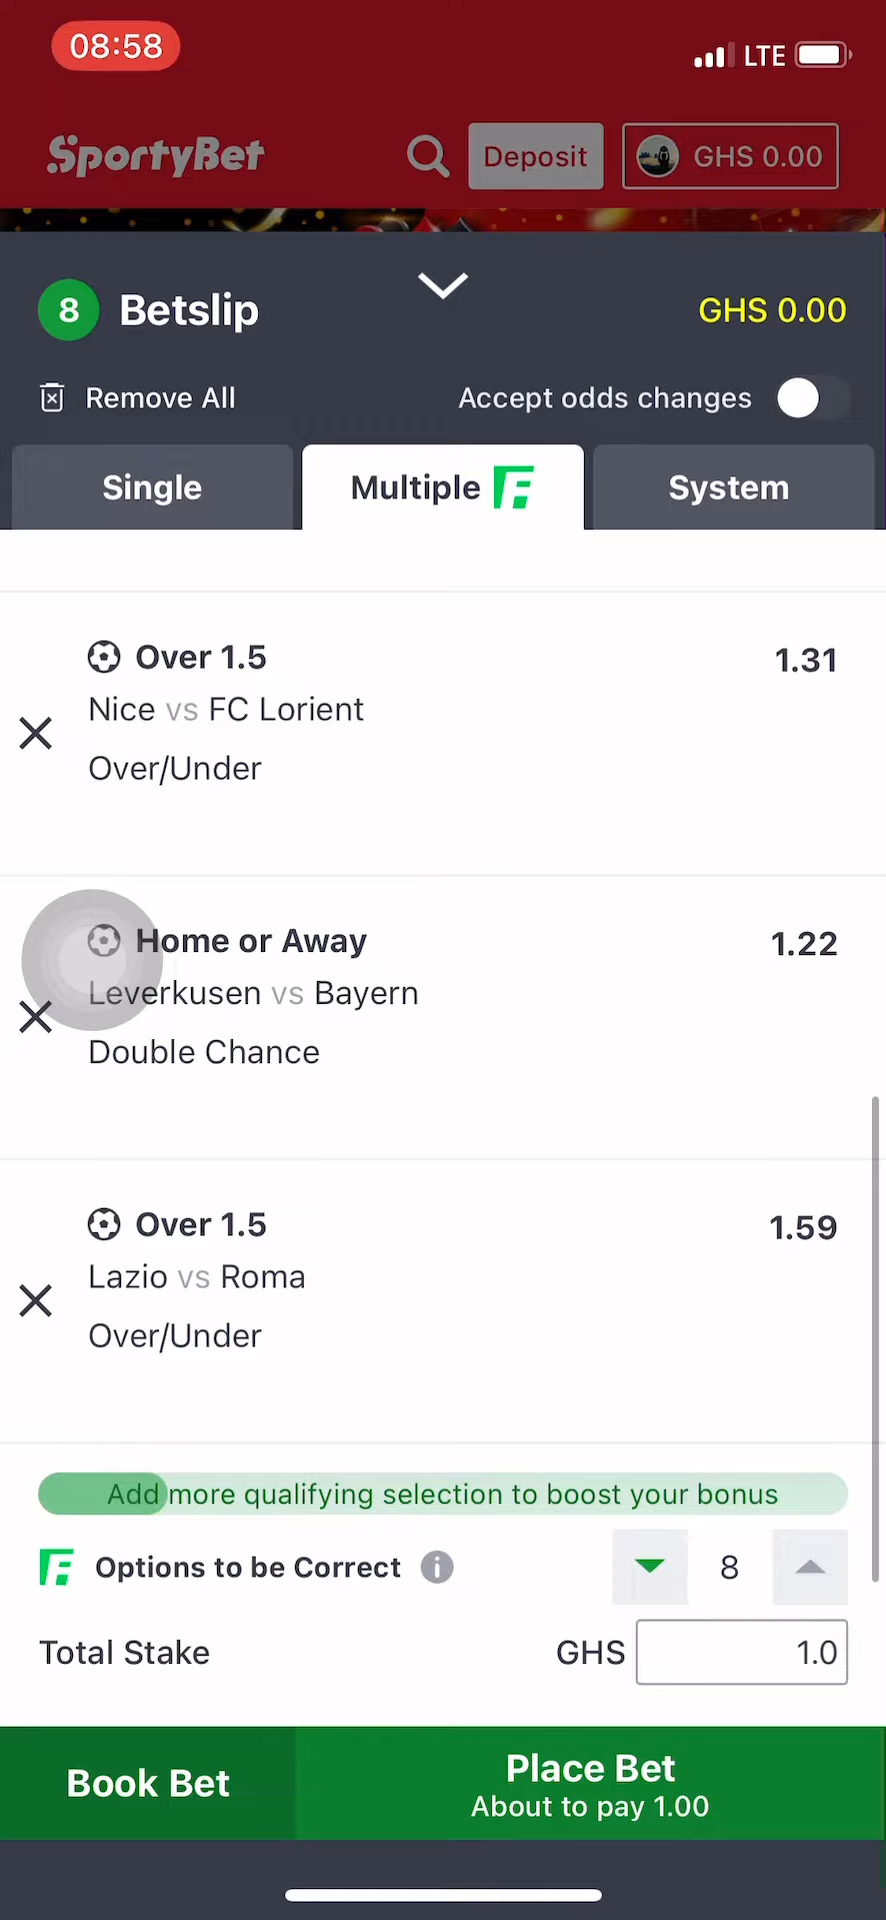 08:58
LTE
SportyBet
Deposit
GHS 0.00
8 Betslip
GHS 0.00
Remove All
Accept odds changes
Single
Multiple
System
Over 1.5
1.31
Nice vs FC Lorient
Over/Under
Home or Away
1.22
Leverkusen vs Bayern
Double Chance
Over 1.5
1.59
Lazio vs Roma
Over/Under
Add more qualifying selection to boost your bonus
Options to be Correct
8
Total Stake
GHS
1.0
Book Bet
Place Bet
About to pay 1.00